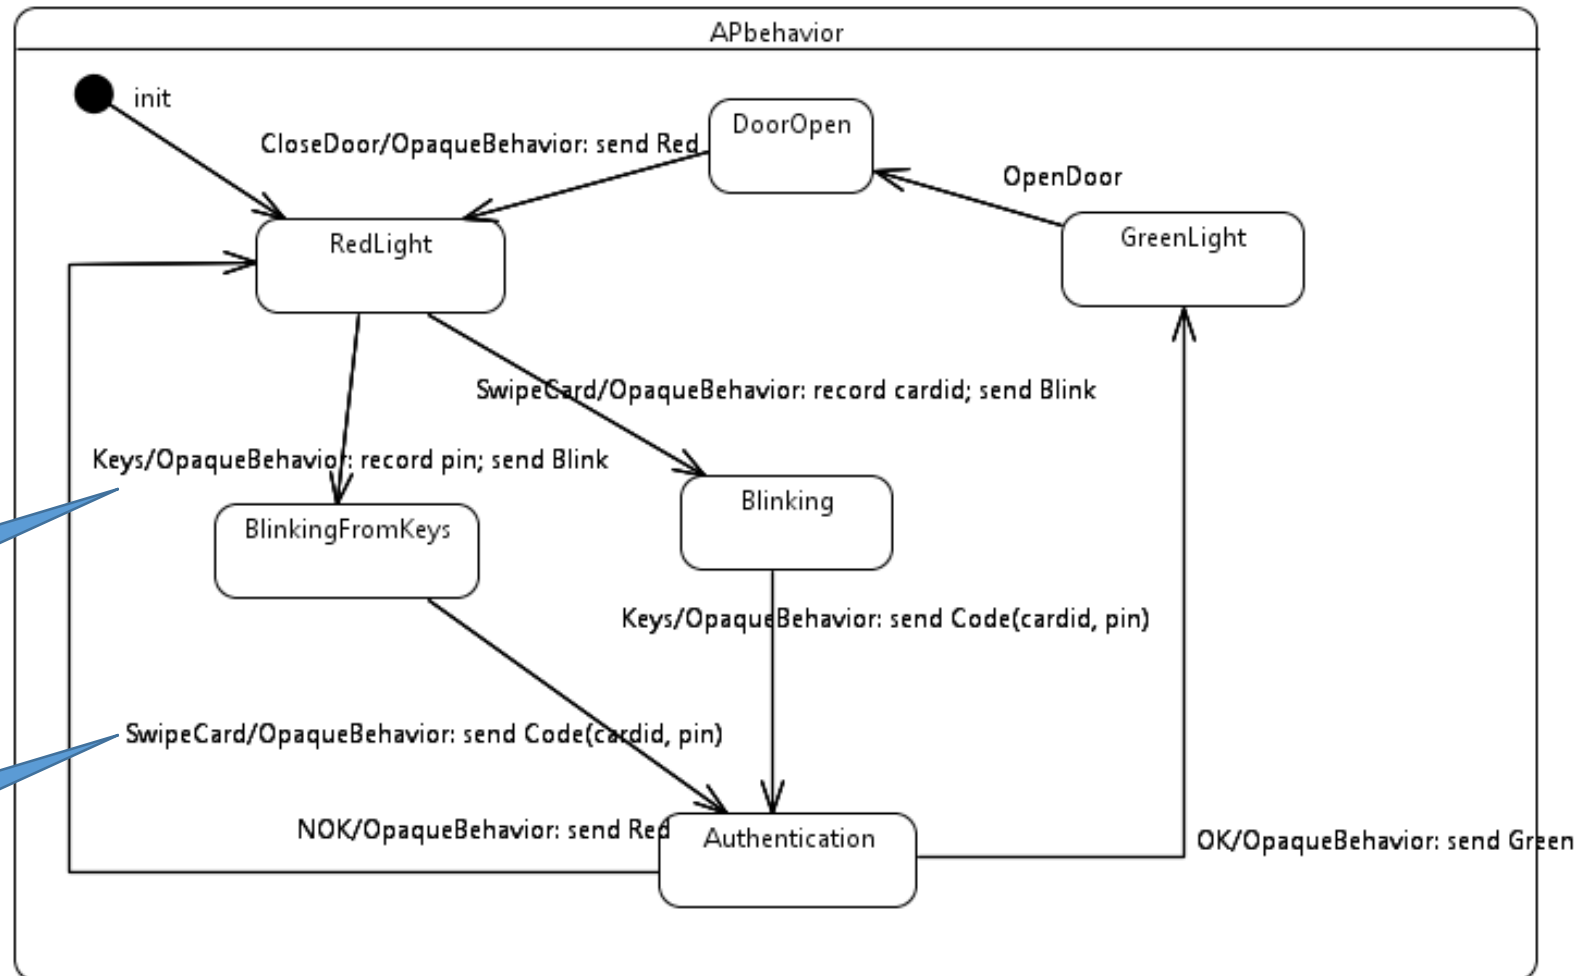 APbehavior
init
DoorOpen
CloseDoor/OpaqueBehavior: send Red
OpenDoor
RedLight
GreenLight
SwipeCard/OpaqueBehavior: record cardid; send Blink
Keys/OpaqueBehavior: record pin; send Blink
Blinking
BlinkingFromKeys
Keys/OpaqueBehavior: send Code(cardid, pin)
SwipeCard/OpaqueBehavior: send Code(cardid, pin)
NOK/OpaqueBehavior: send Red
Authentication
OK/OpaqueBehavior: send Green